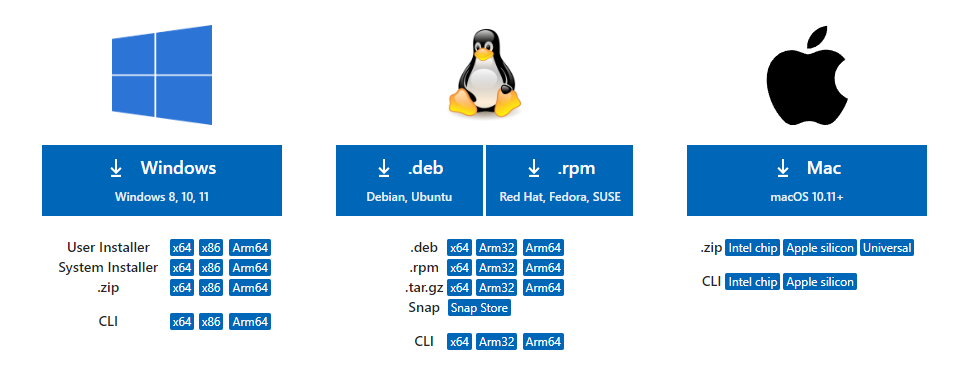 Windows
Windows 8, 10, 11
User Installer x64 x86 Arm64
System Installer x64 x86 Arm64
.zip x64 x86 Arm64
CLI x64 x86 Arm64
.deb
Debian, Ubuntu
.rpm
Red Hat, Fedora, SUSE
.deb x64 Arm32 Arm64
.rpm x64 Arm32 Arm64
.tar.gz x64 Arm32 Arm64
Snap Snap Store
CLI x64 Arm32 Arm64
Mac
macOS 10.11+
.zip Intel chip Apple silicon Universal
CLI Intel chip Apple silicon